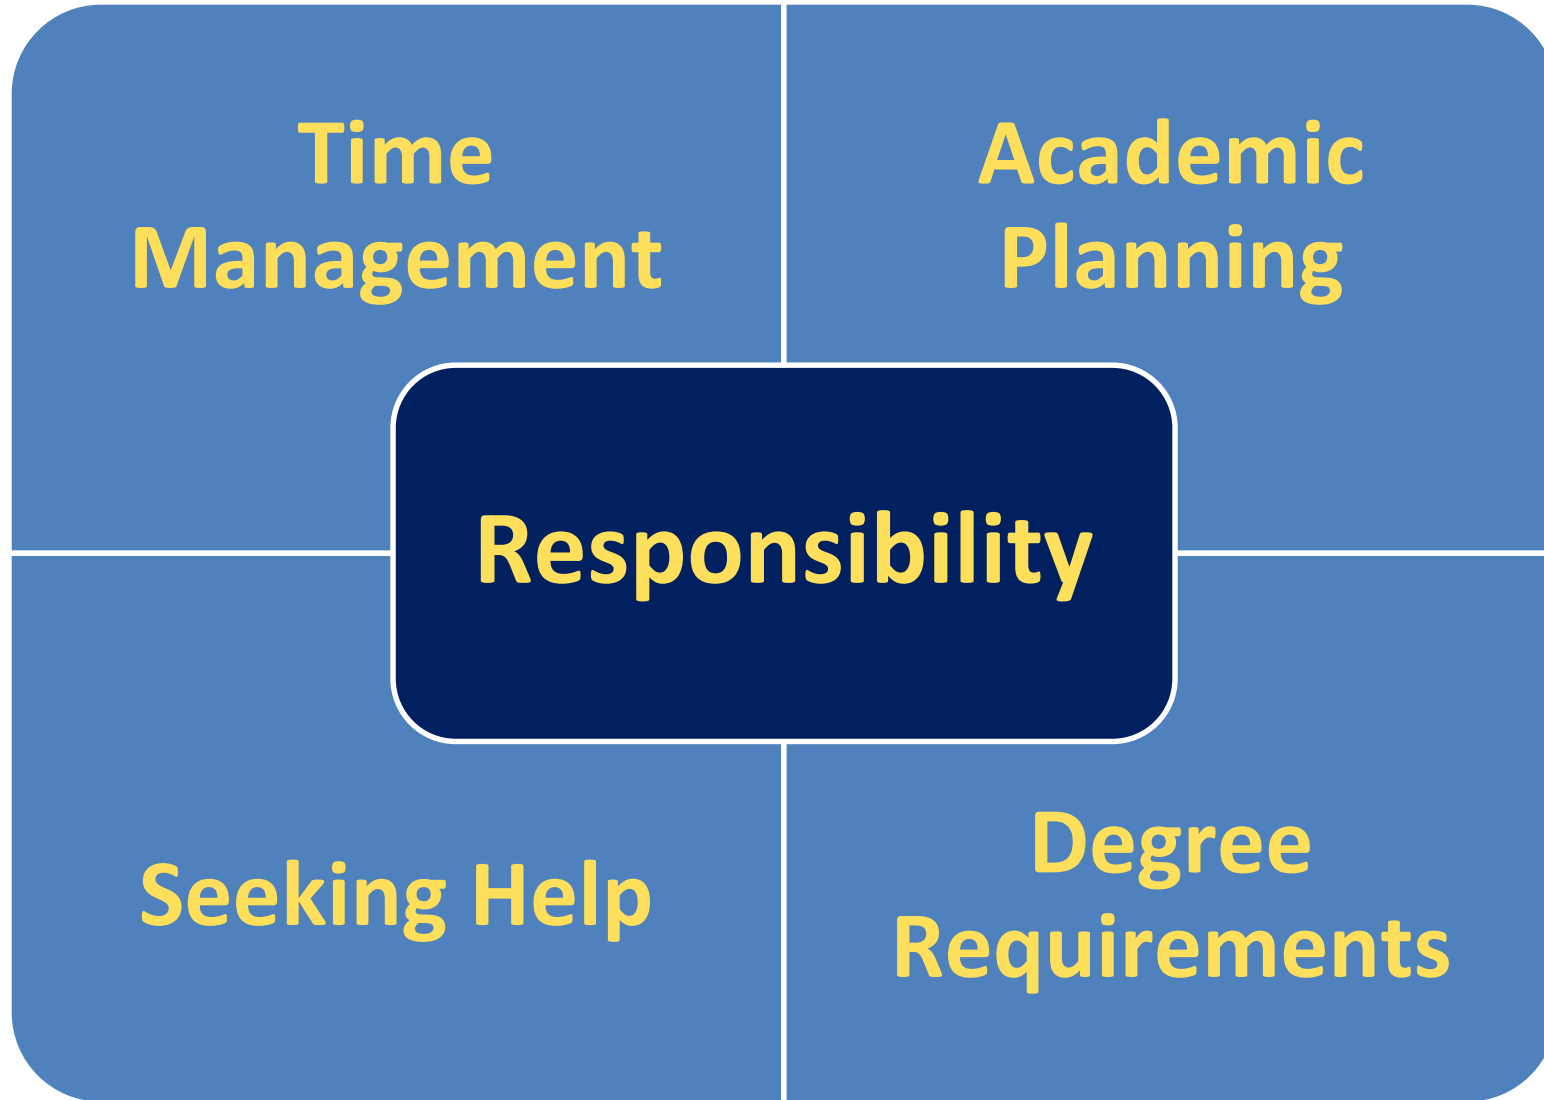 Time
Management
Academic
Planning
Responsibility
Seeking Help
Degree
Requirements